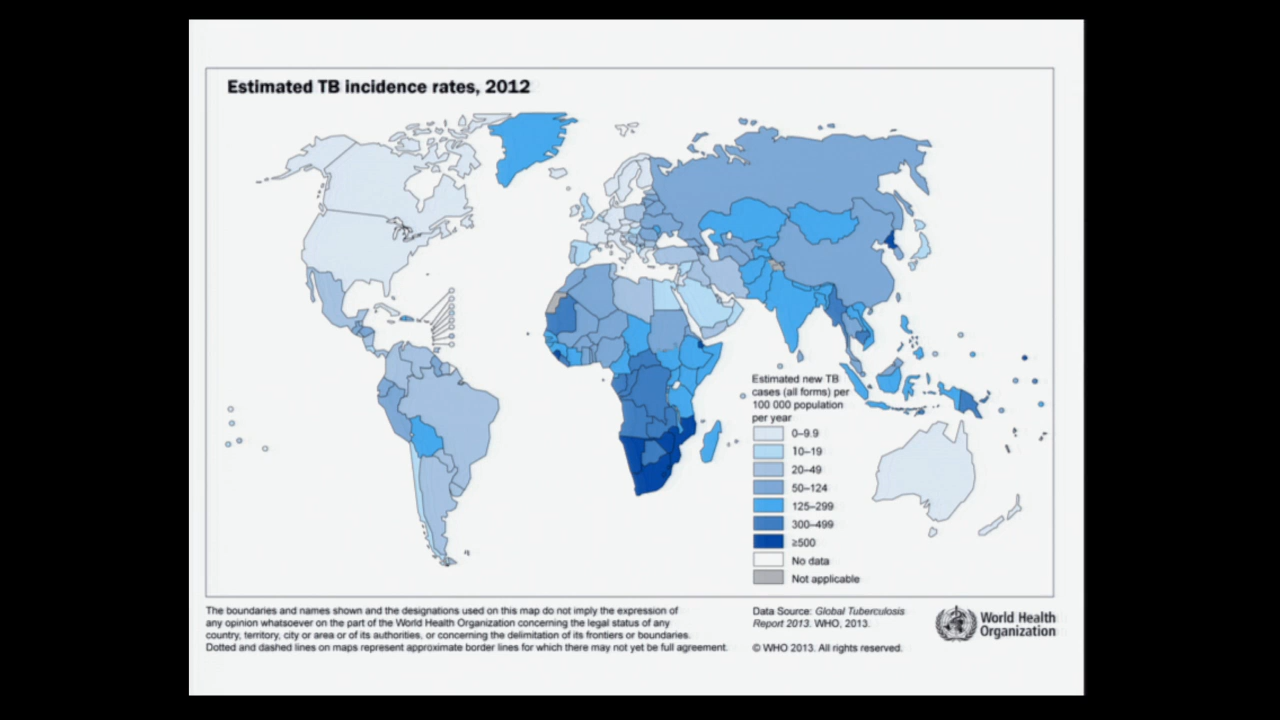 Estimated TB incidence rates, 2012
Estimated new TB
cases (all forms) per
100 000 population
per year
0–9.9
10–19
20–49
50–124
125–299
300–499
≥500
No data
Not applicable
The boundaries and names shown and the designations used on this map do not imply the expression of
any opinion whatsoever on the part of the World Health Organization concerning the legal status of any
country, territory, city or area or of its authorities, or concerning the delimitation of its frontiers or boundaries.
Dotted and dashed lines on maps represent approximate border lines for which there may not yet be full agreement.
Data Source: Global Tuberculosis
Report 2013. WHO, 2013.
© WHO 2013. All rights reserved.
World Health
Organization